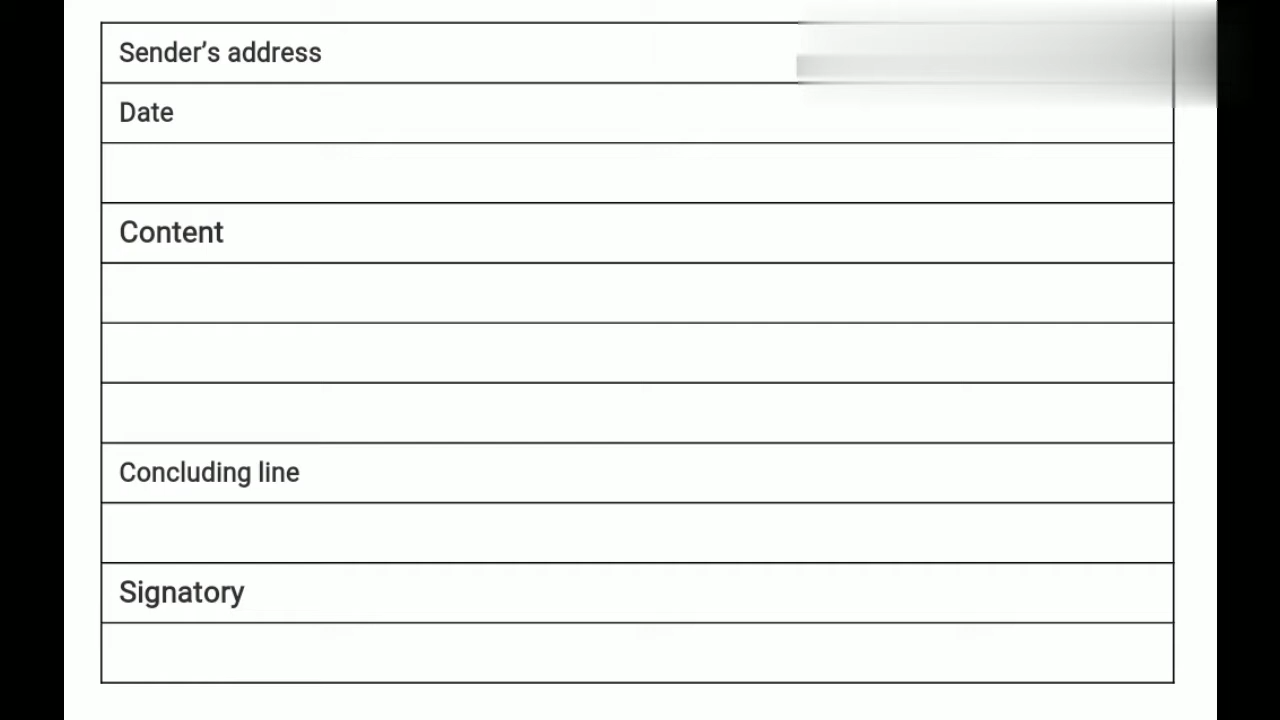 Sender’s address
Date
Content
Concluding line
Signatory